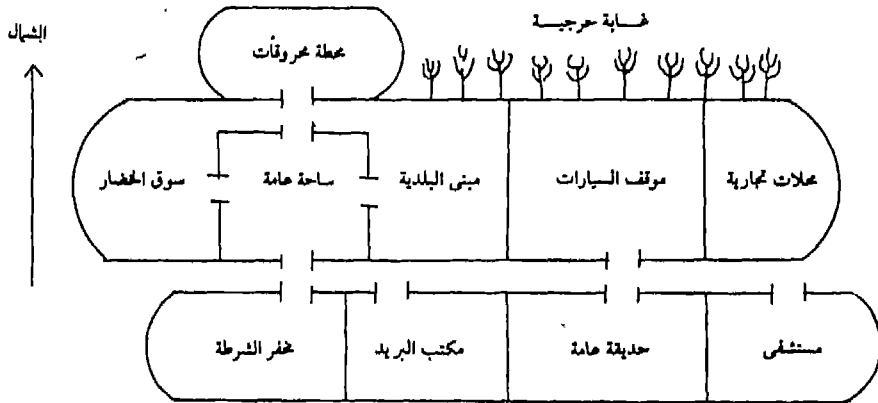 غابة حرجية
الشمال
محطة محروقات
محلات تجارية
موقف السيارات
مبنى البلدية
ساحة عامة
سوق الخضار
مستشفى
حديقة عامة
مكتب البريد
مخفر الشرطة